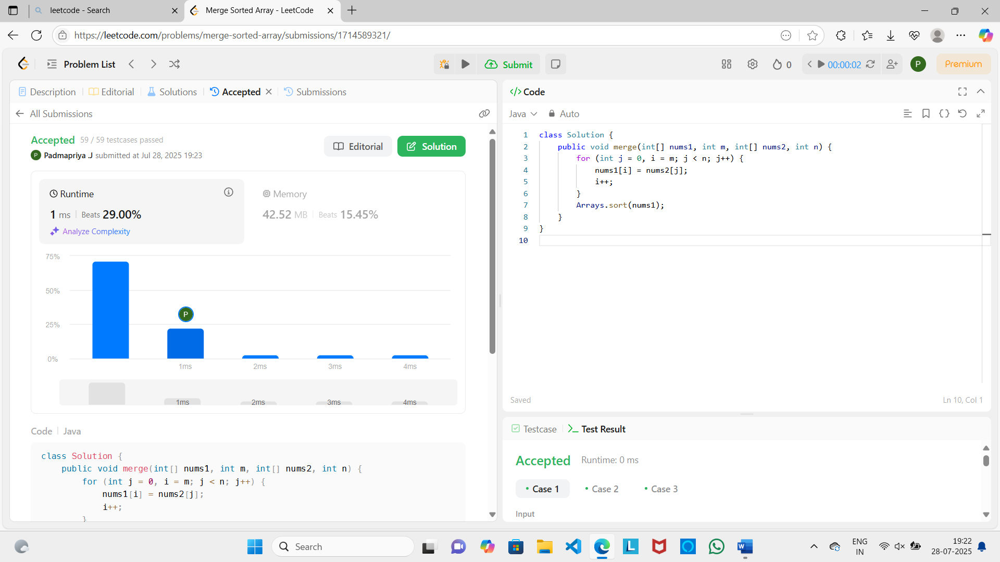 leetcode - Search
Merge Sorted Array - LeetCode
https://leetcode.com/problems/merge-sorted-array/submissions/1714589321/
Problem List
Submit
0
00:00:02
P
Premium
Description
Editorial
Solutions
Accepted
Submissions
All Submissions
Accepted 59 / 59 testcases passed
P Padmapriya .J submitted at Jul 28, 2025 19:23
Editorial
Solution
Runtime
1 ms Beats 29.00%
Analyze Complexity
Memory
42.52 MB Beats 15.45%
75%
50%
25%
0%
P
1ms 2ms 3ms 4ms
1ms 2ms 3ms 4ms
Code Java
class Solution {
public void merge(int[] nums1, int m, int[] nums2, int n) {
for (int j = 0, i = m; j < n; j++) {
nums1[i] = nums2[j];
i++;
}
</> Code
Java Auto
1 class Solution {
2 public void merge(int[] nums1, int m, int[] nums2, int n) {
3 for (int j = 0, i = m; j < n; j++) {
4 nums1[i] = nums2[j];
5 i++;
6 }
7 Arrays.sort(nums1);
8 }
9 }
10
Saved
Ln 10, Col 1
Testcase
Test Result
Accepted Runtime: 0 ms
Case 1 Case 2 Case 3
Input
Search
ENG
IN
19:22
28-07-2025